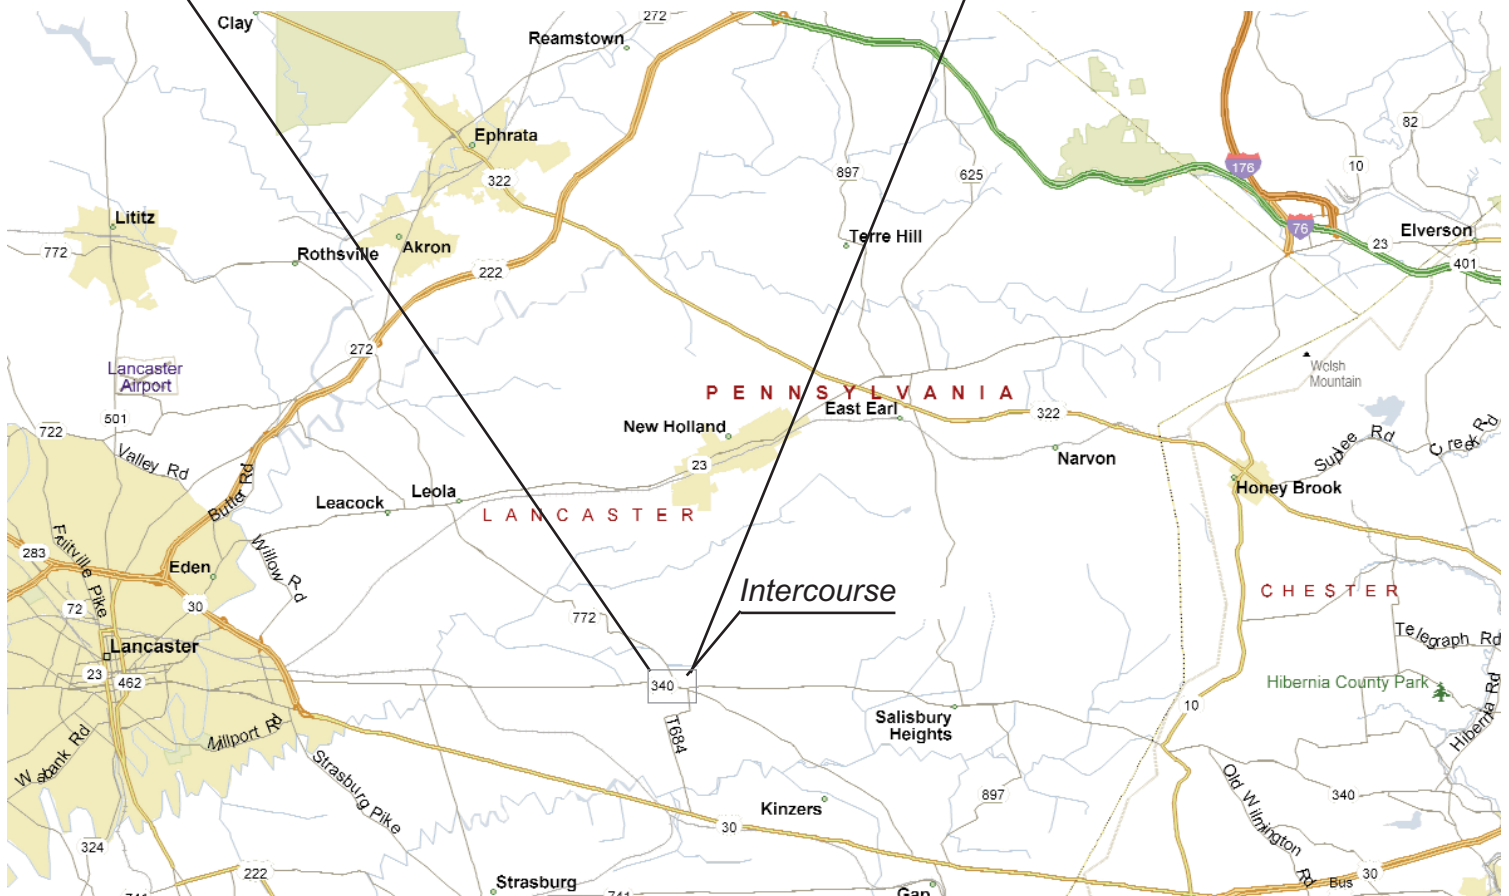 Clay
272
Reamstown
Ephrata
322
82
10
897
625
176
76
Lititz
772
Rothsville
Akron
222
Terre Hill
23
Elverson
401
272
Lancaster
Airport
Welsh
Mountain
PENNSYLVANIA
501
722
322
East Earl
New Holland
23
Narvon
Valley Rd
Butter Rd
Suplee Rd
Creek Rd
Honey Brook
Leacock
Leola
LANCASTER
Fruitville Pike
283
Eden
Willow Rd
72
30
772
Intercourse
CHESTER
Telegraph Rd
Lancaster
23
462
340
Hibernia County Park
Hibernia Rd
10
Salisbury
Heights
T684
Millport Rd
Wabank Rd
Strasburg Pike
Kinzers
897
340
Old Wilmington Rd
30
324
222
30
Bus
Strasburg
741
741
Gap